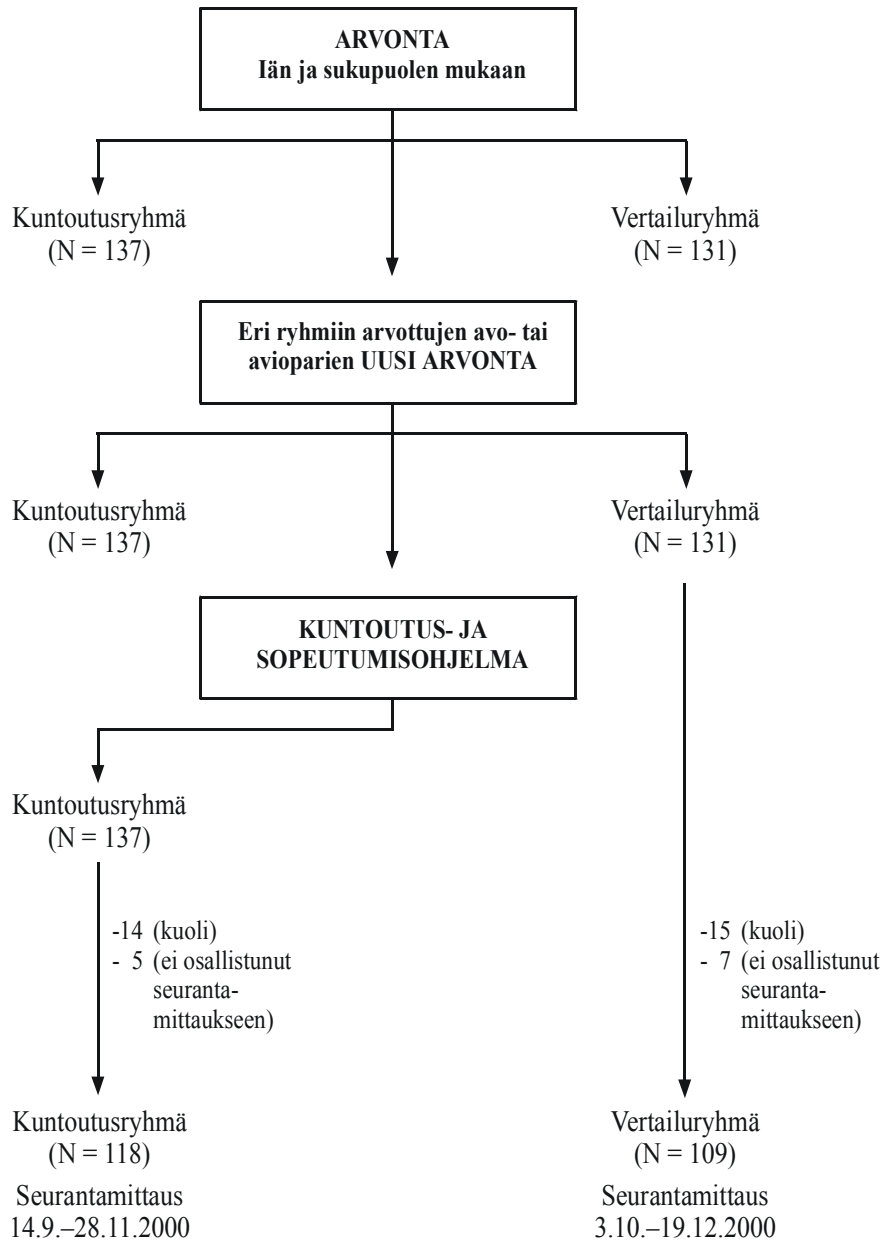 ARVONTA
Iän ja sukupuolen mukaan
Kuntoutusryhmä
(N = 137)
Vertailuryhmä
(N = 131)
Eri ryhmiin arvottujen avo- tai
avioparien UUSI ARVONTA
Kuntoutusryhmä
(N = 137)
Vertailuryhmä
(N = 131)
KUNTOUTUS- JA
SOPEUTUMISOHJELMA
Kuntoutusryhmä
(N = 137)
-14 (kuoli)
- 5 (ei osallistunut
seuranta-
mittaukseen)
-15 (kuoli)
- 7 (ei osallistunut
seuranta-
mittaukseen)
Kuntoutusryhmä
(N = 118)
Seurantamittaus
14.9.–28.11.2000
Vertailuryhmä
(N = 109)
Seurantamittaus
3.10.–19.12.2000